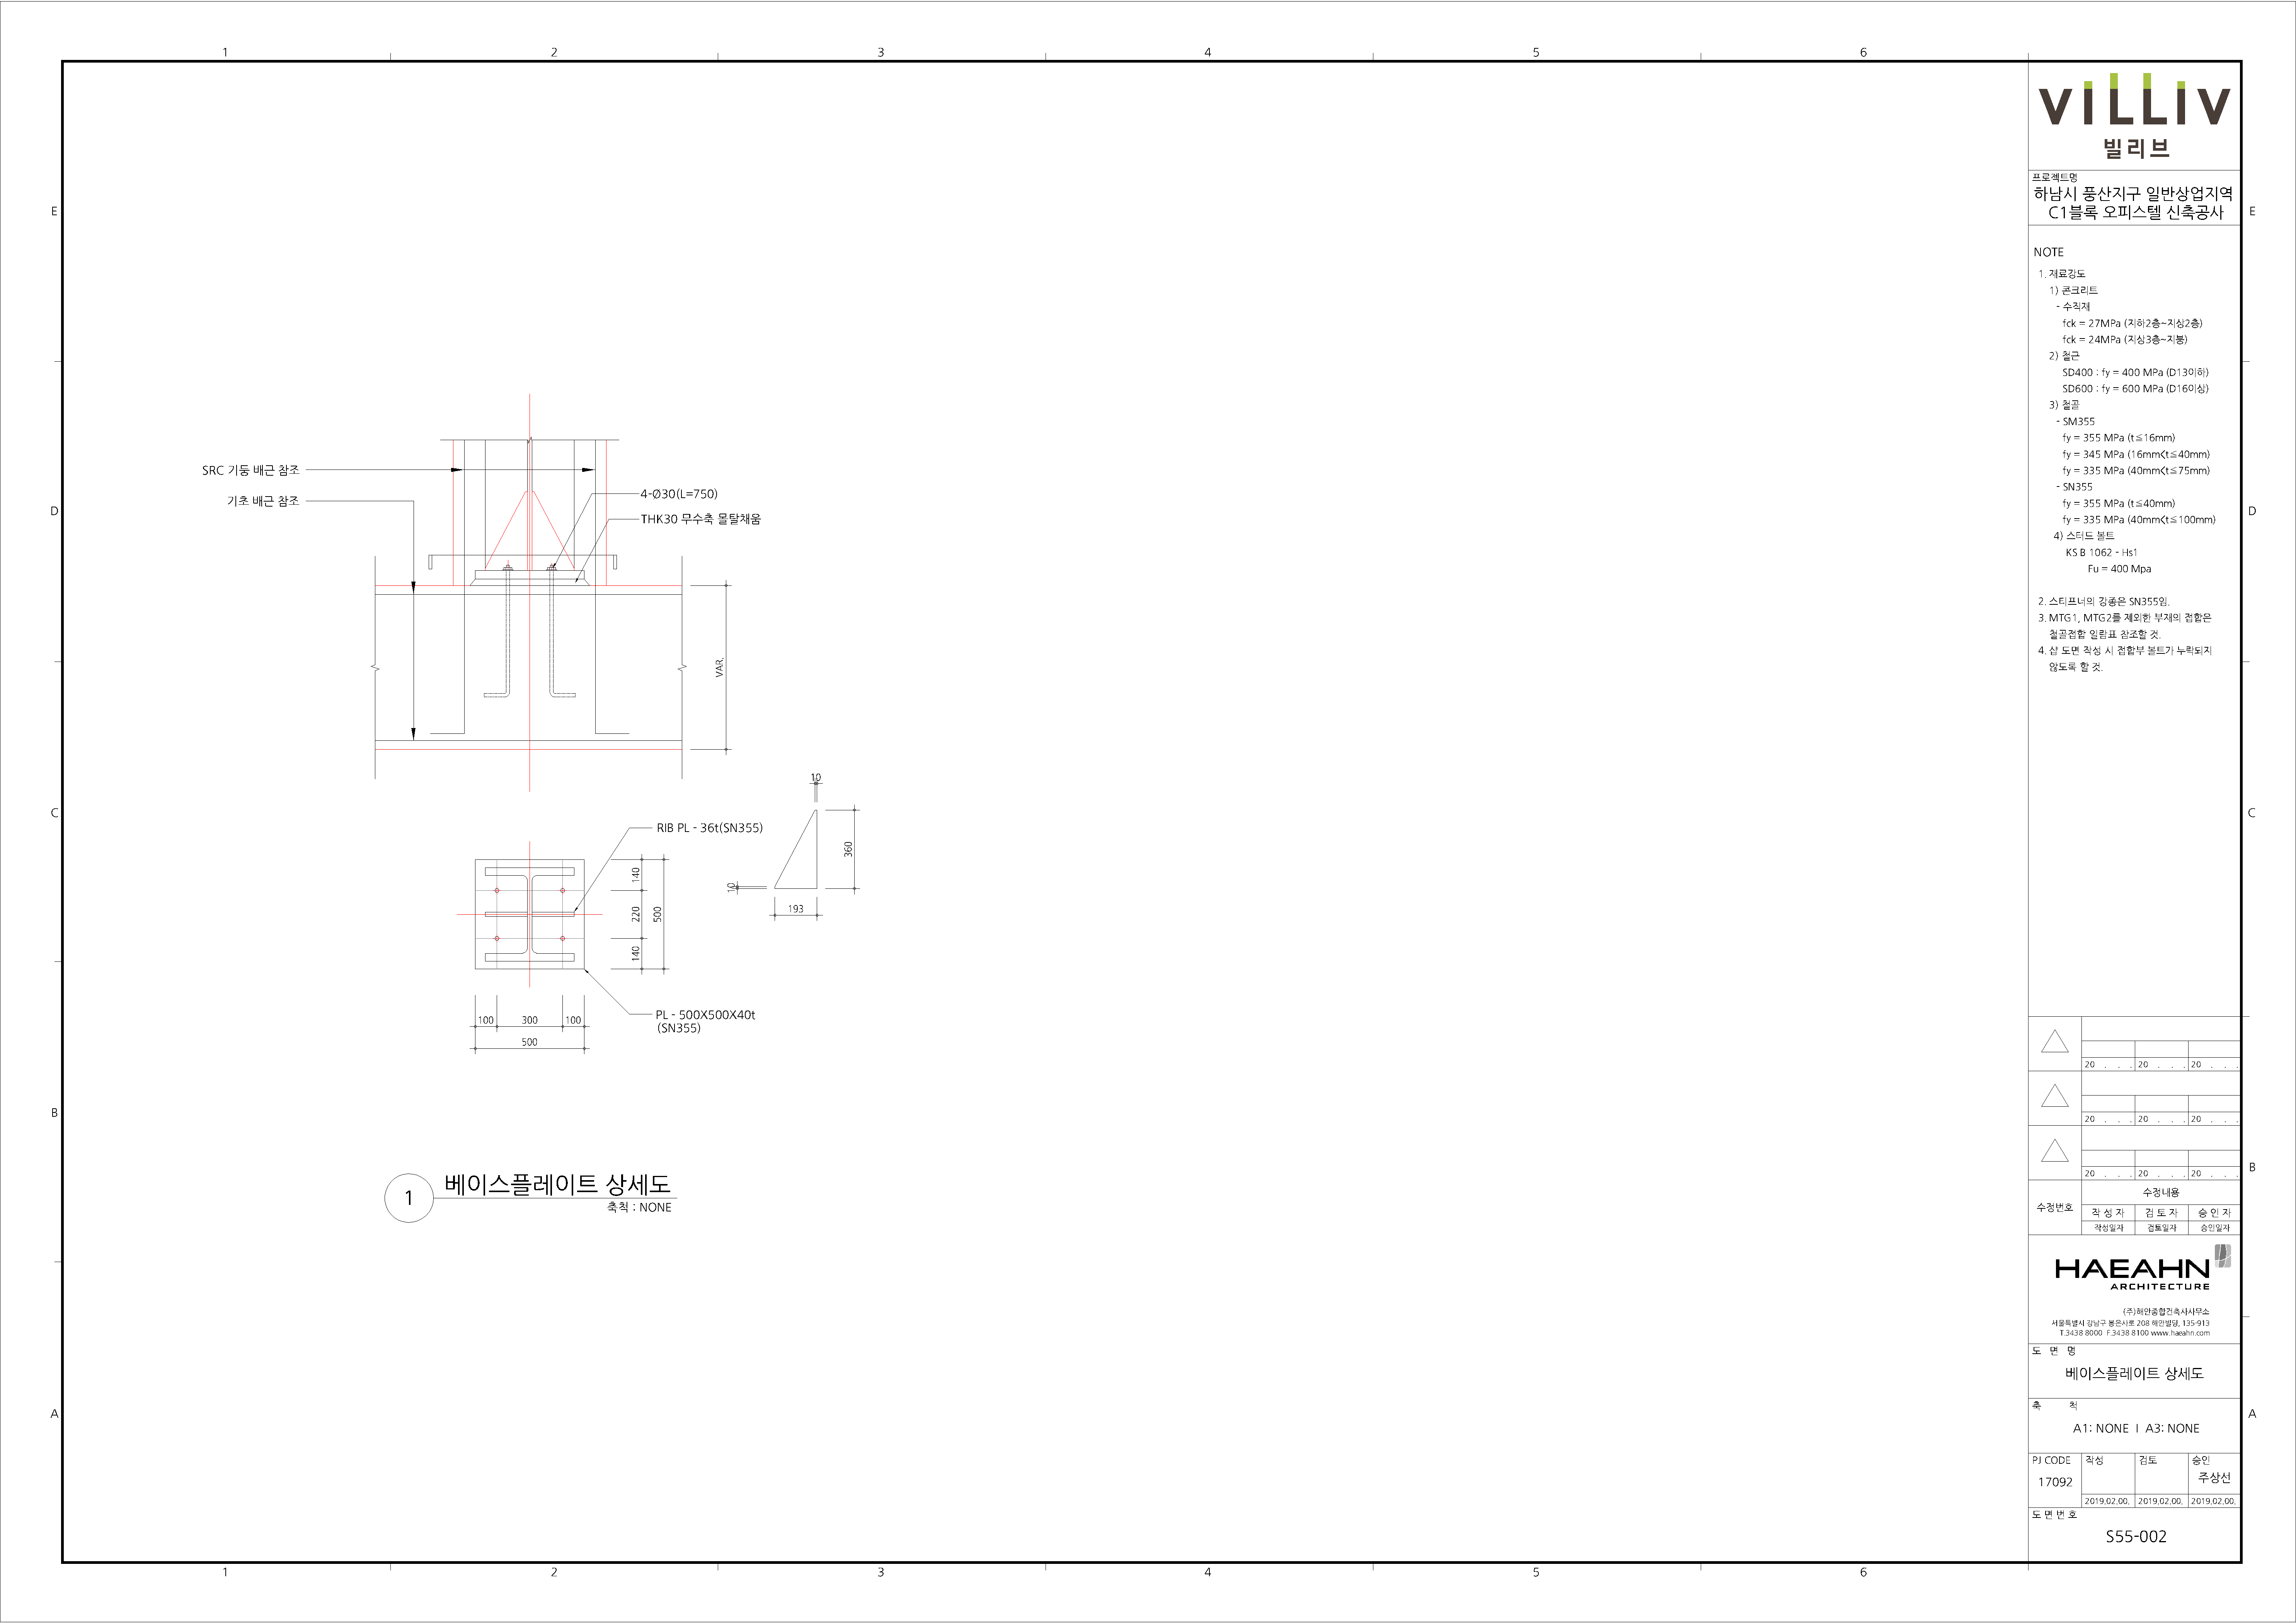 1 2 3 4 5 6
E
D
C
B
A
SRC 기둥 배근 참조
기초 배근 참조
4-Ø30(L=750)
THK30 무수축 몰탈채움
VAR.
RIB PL - 36t(SN355)
10
360
10
193
140
220
140
500
100 300 100
500
PL - 500X500X40t
(SN355)
1
베이스플레이트 상세도
축척 : NONE
1 2 3 4 5 6
E
D
C
B
A
VILLIV
빌리브
프로젝트명
하남시 풍산지구 일반상업지역
C1블록 오피스텔 신축공사
NOTE
1. 재료강도
1) 콘크리트
- 수직재
fck = 27MPa (지하2층~지상2층)
fck = 24MPa (지상3층~지붕)
2) 철근
SD400 : fy = 400 MPa (D13이하)
SD600 : fy = 600 MPa (D16이상)
3) 철골
- SM355
fy = 355 MPa (t≦16mm)
fy = 345 MPa (16mm<t≦40mm)
fy = 335 MPa (40mm<t≦75mm)
- SN355
fy = 355 MPa (t≦40mm)
fy = 335 MPa (40mm<t≦100mm)
4) 스터드 볼트
KS B 1062 - Hs1
Fu = 400 Mpa
2. 스티프너의 강종은 SN355임.
3. MTG1, MTG2를 제외한 부재의 접합은
철골접합 일람표 참조할 것.
4. 샵 도면 작성 시 접합부 볼트가 누락되지
않도록 할 것.
20 . . . 20 . . . 20 . . .
20 . . . 20 . . . 20 . . .
20 . . . 20 . . . 20 . . .
수정번호
수정내용
작 성 자 검 토 자 승 인 자
작성일자 검토일자 승인일자
HAEAHN
ARCHITECTURE
(주)해안종합건축사사무소
서울특별시 강남구 봉은사로 208 해안빌딩, 135-913
T.3438 8000 F.3438 8100 www.haeahn.com
도 면 명
베이스플레이트 상세도
축 척
A1: NONE I A3: NONE
PJ CODE 작성 검토 승인
17092 주상선
2019.02.00. 2019.02.00. 2019.02.00.
도 면 번 호
S55-002